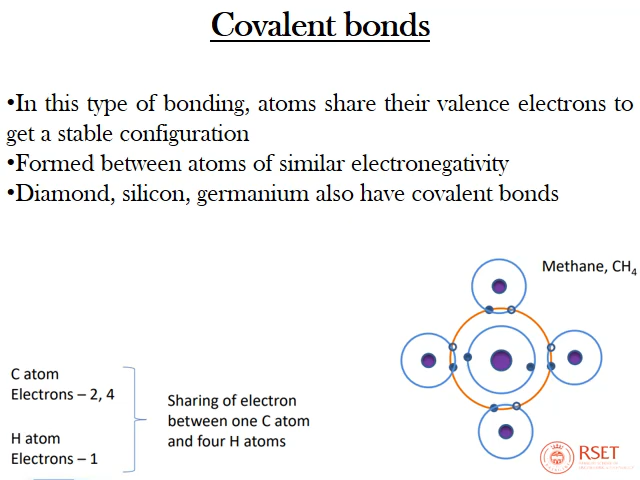 Covalent bonds
•In this type of bonding, atoms share their valence electrons to
get a stable configuration
•Formed between atoms of similar electronegativity
•Diamond, silicon, germanium also have covalent bonds
Methane, CH₄
C atom
Electrons – 2, 4
H atom
Electrons – 1
Sharing of electron
between one C atom
and four H atoms
RSET